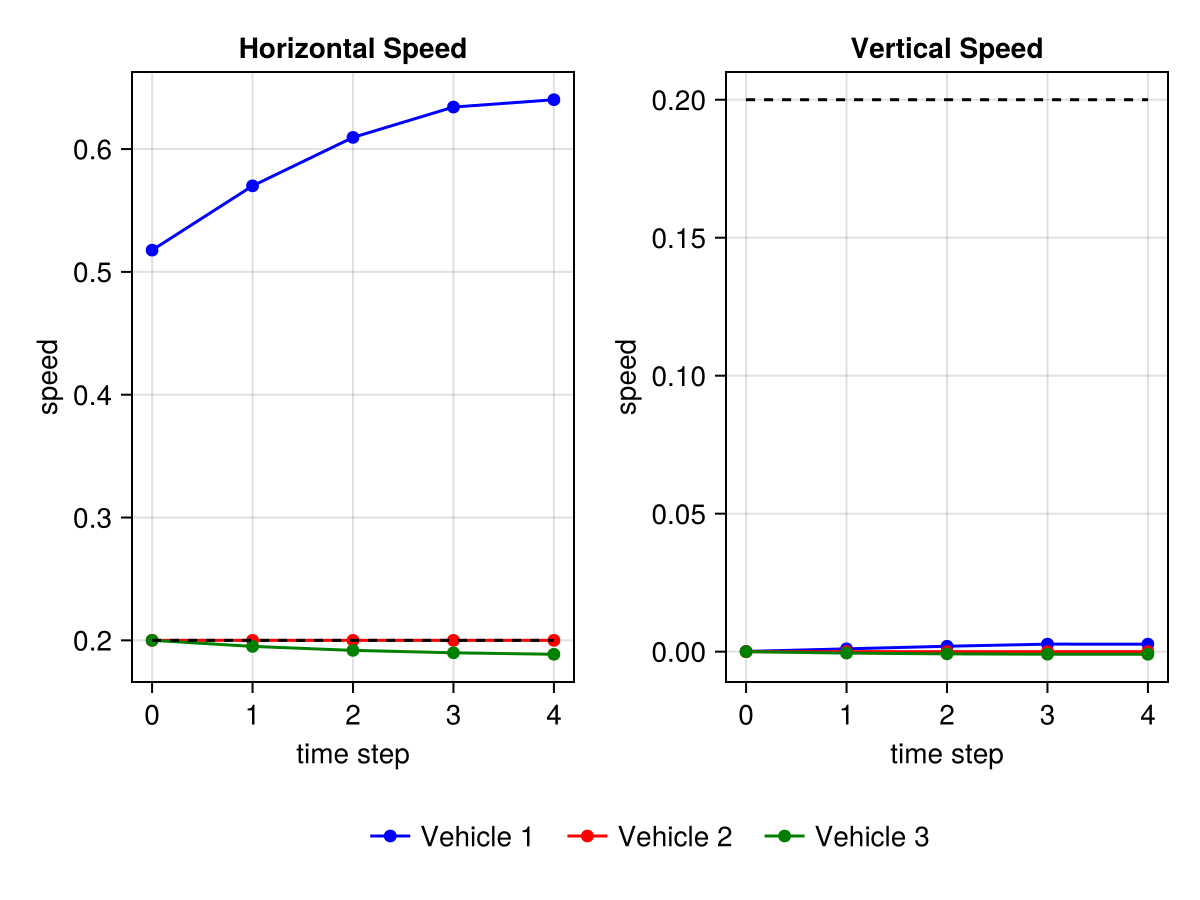 Horizontal Speed
Vertical Speed
0.6
0.5
0.4
0.3
0.2
speed
0 1 2 3 4
time step
0.20
0.15
0.10
0.05
0.00
speed
0 1 2 3 4
time step
Vehicle 1 Vehicle 2 Vehicle 3